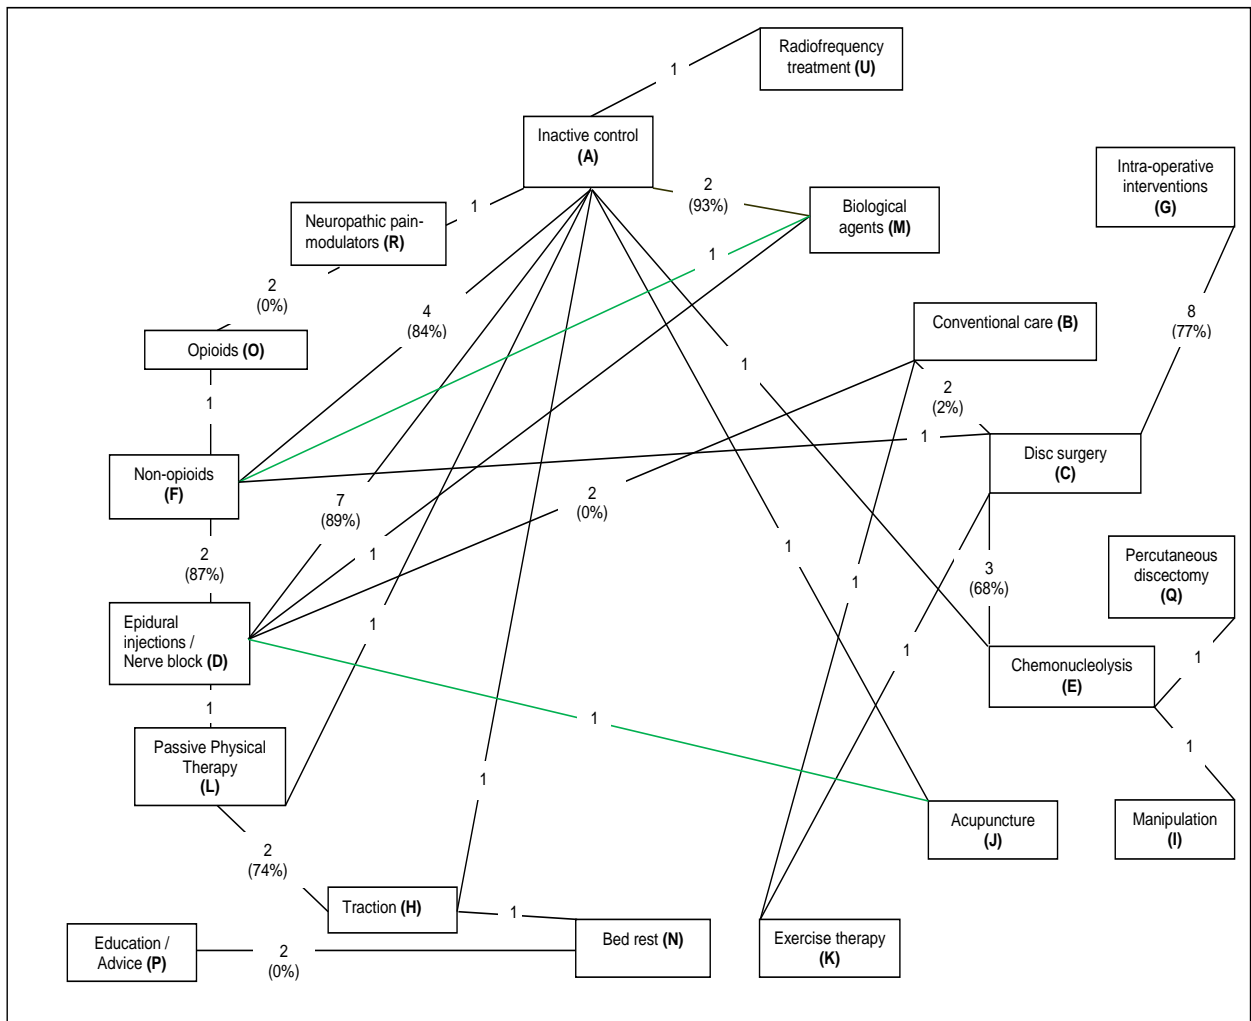 Radiofrequency
treatment (U)
1
Inactive control
(A)
Intra-operative
interventions
(G)
2
(93%)
1
Neuropathic pain-
modulators (R)
Biological
agents (M)
1
2
(0%)
4
(84%)
Conventional care (B)
8
(77%)
Opioids (O)
1
2
(2%)
1
1
Non-opioids
(F)
Disc surgery
(C)
7
(89%)
2
(0%)
2
(87%)
1
1
1
3
(68%)
Percutaneous
discectomy
(Q)
Epidural
injections /
Nerve block (D)
1
1
1
Chemonucleolysis
(E)
1
1
1
Passive Physical
Therapy
(L)
1
1
Acupuncture
(J)
Manipulation
(I)
2
(74%)
Traction (H)
1
Education /
Advice (P)
2
(0%)
Bed rest (N)
Exercise therapy
(K)